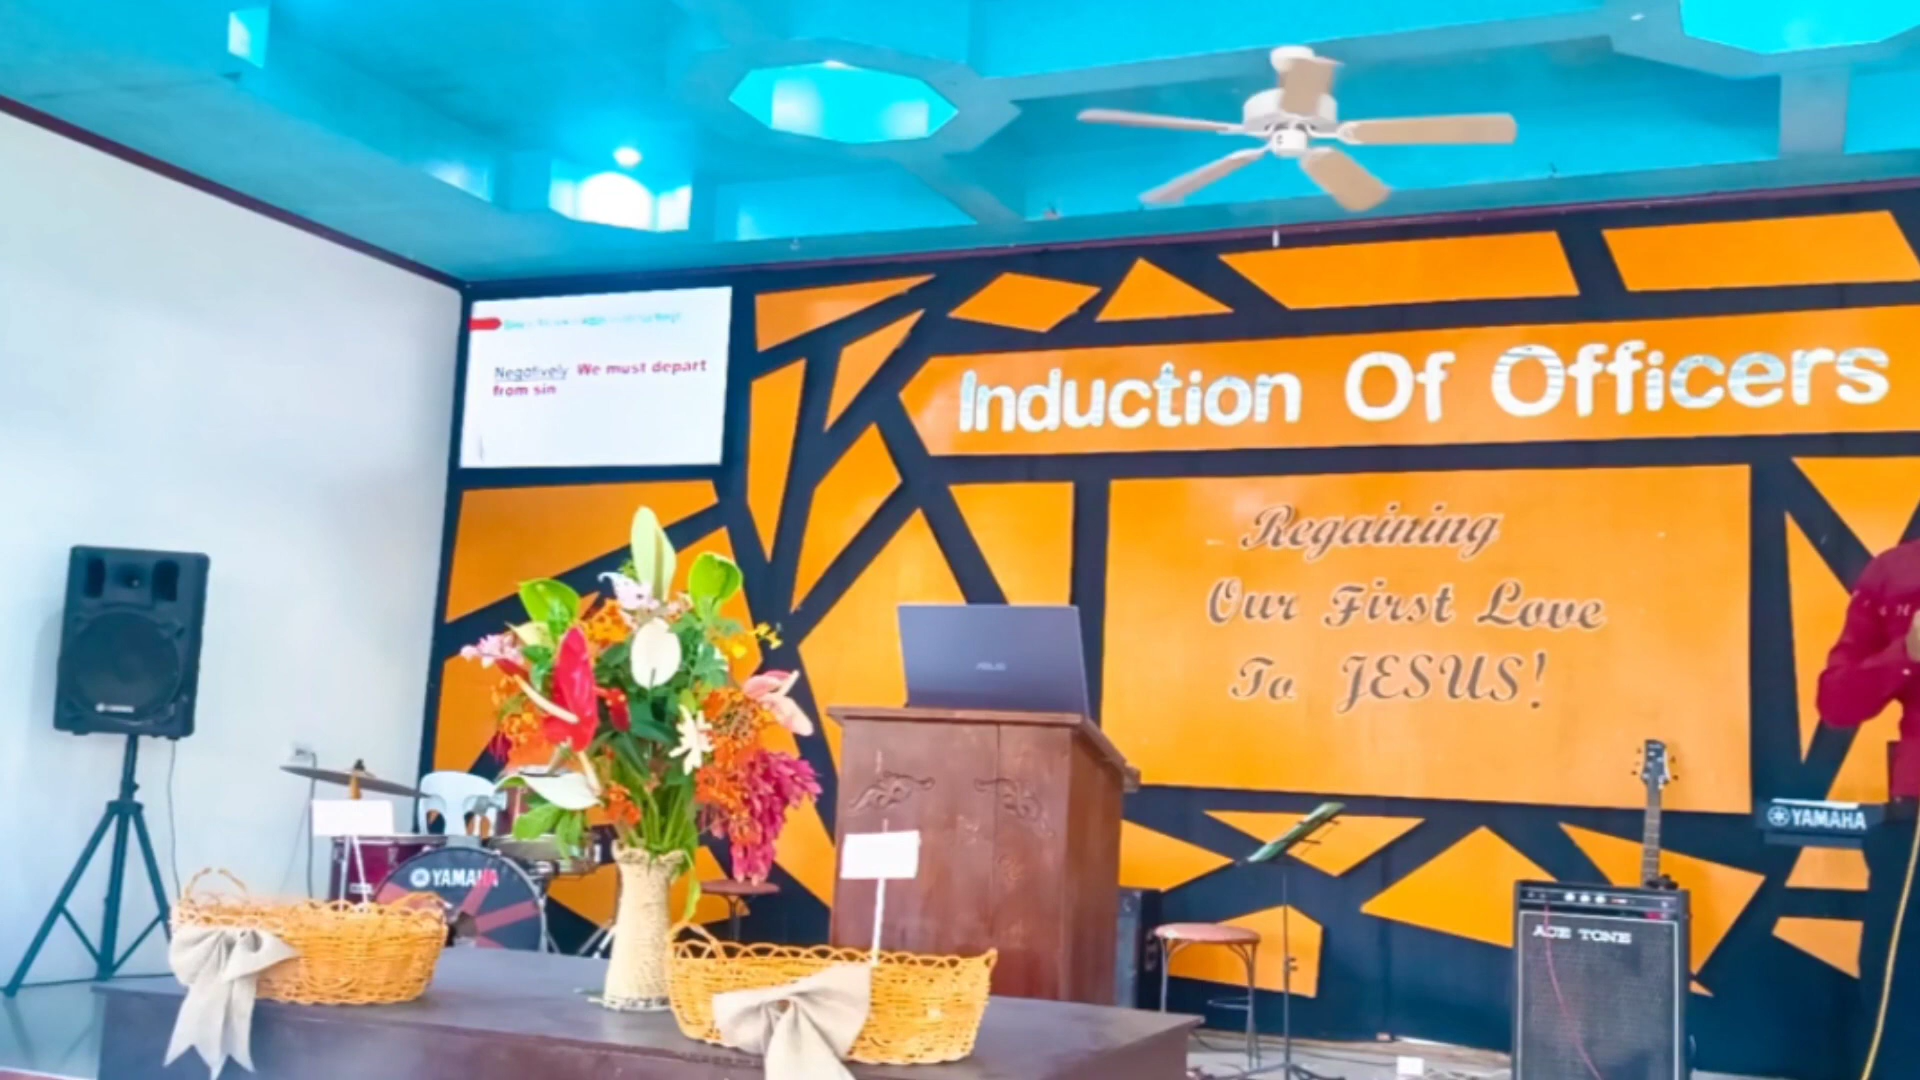 Negatively We must depart
from sin
Induction Of Officers
Regaining
Our First Love
To JESUS!
ASUS
YAMAHA
YAMAHA
ACE TONE